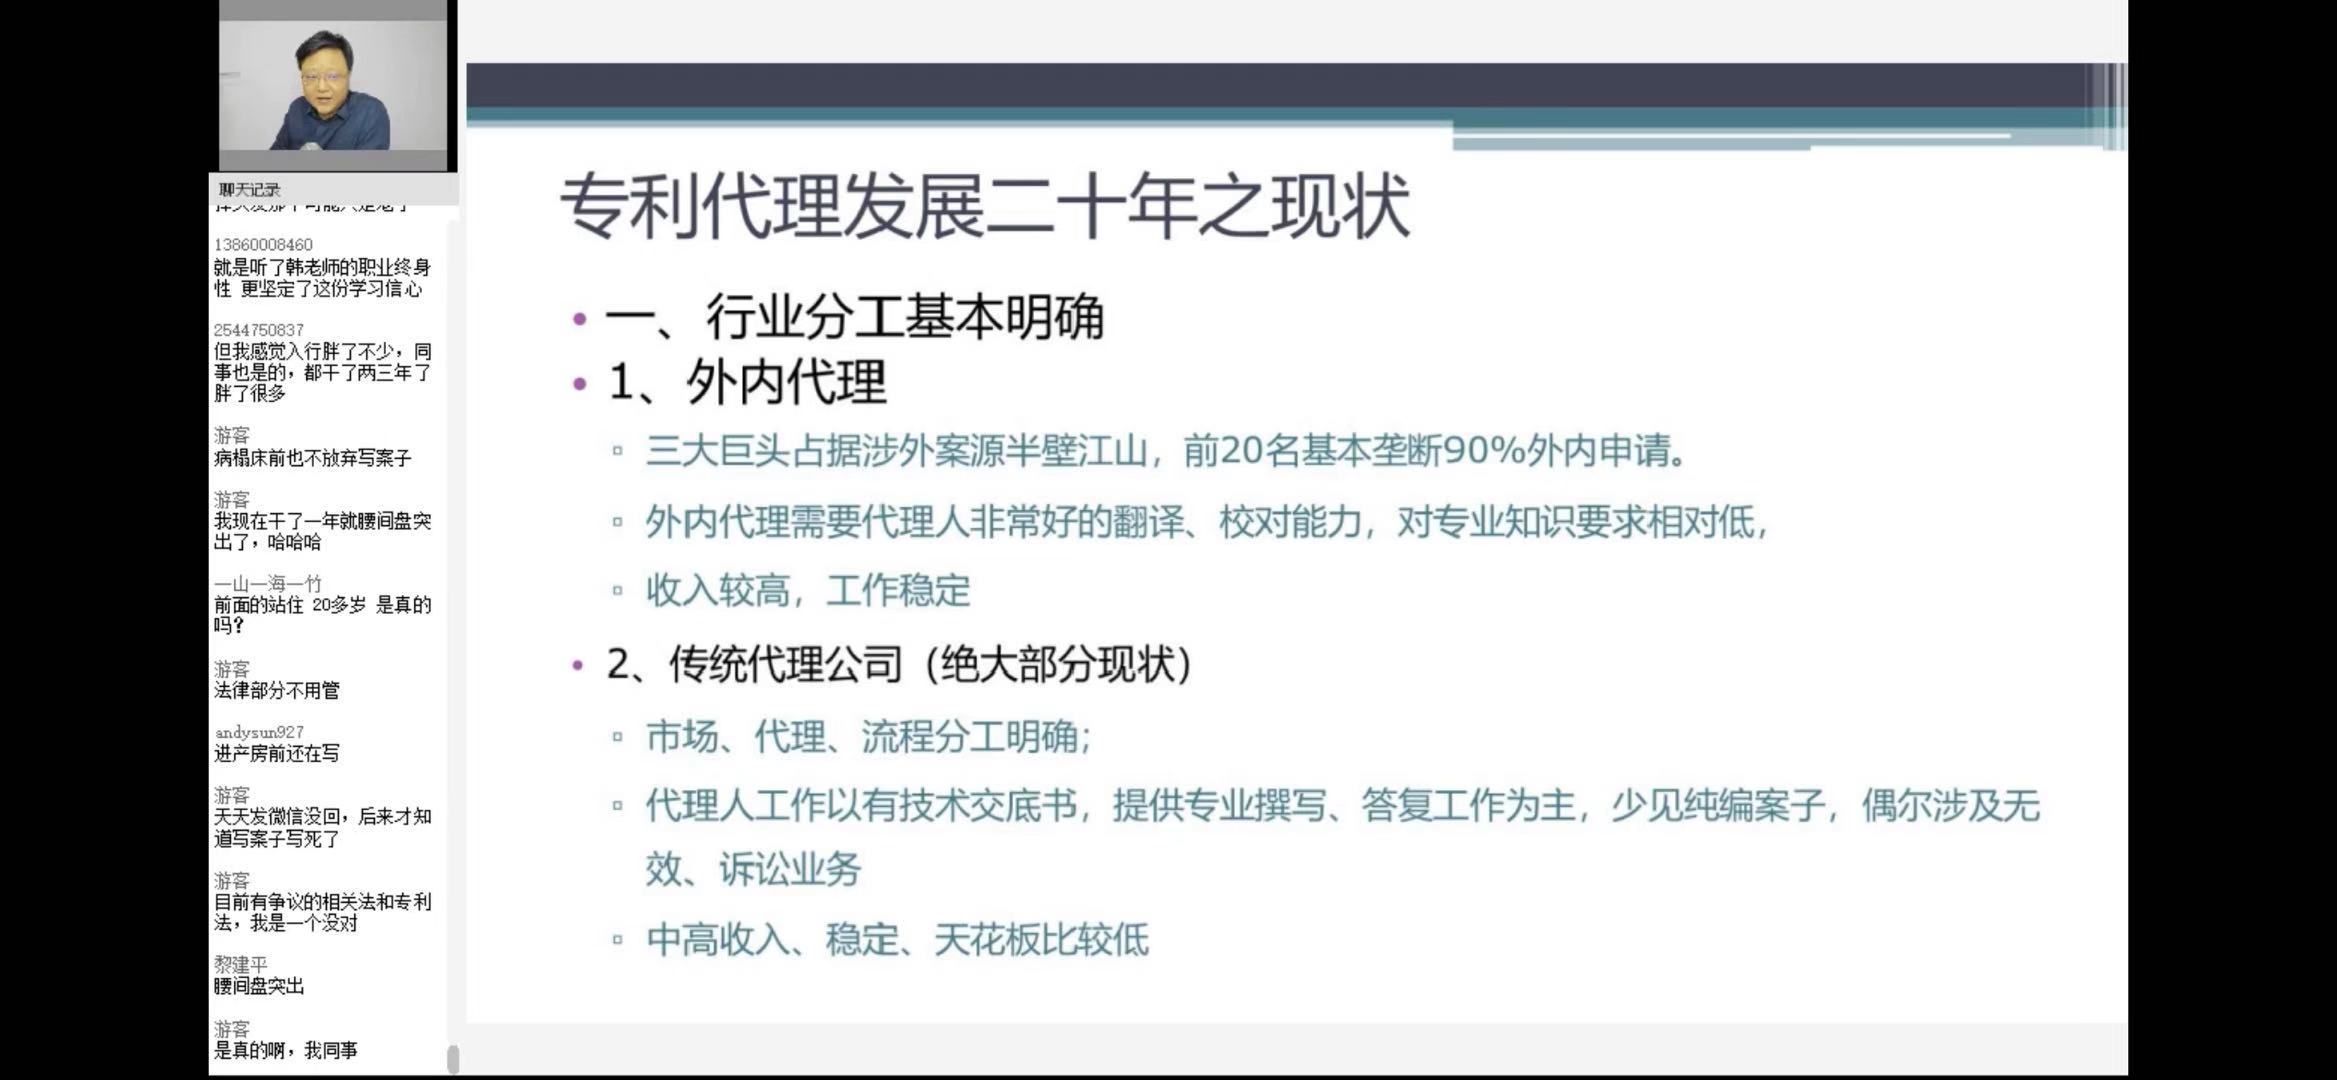 聊天记录
13860008460
就是听了韩老师的职业终身
性 更坚定了这份学习信心
2544750837
但我感觉入行胖了不少，同
事也是的，都干了两三年了
胖了很多
游客
病榻床前也不放弃写案子
游客
我现在干了一年就腰间盘突
出了，哈哈哈
一山一海一竹
前面的站住 20多岁 是真的
吗？
游客
法律部分不用管
andysun927
进产房前还在写
游客
天天发微信没回，后来才知
道写案子写死了
游客
目前有争议的相关法和专利
法，我是一个没对
黎建平
腰间盘突出
游客
是真的啊，我同事
专利代理发展二十年之现状
• 一、行业分工基本明确
• 1、外内代理
▫ 三大巨头占据涉外案源半壁江山，前20名基本垄断90%外内申请。
▫ 外内代理需要代理人非常好的翻译、校对能力，对专业知识要求相对低，
▫ 收入较高，工作稳定
• 2、传统代理公司（绝大部分现状）
▫ 市场、代理、流程分工明确；
▫ 代理人工作以有技术交底书，提供专业撰写、答复工作为主，少见纯编案子，偶尔涉及无
效、诉讼业务
▫ 中高收入、稳定、天花板比较低